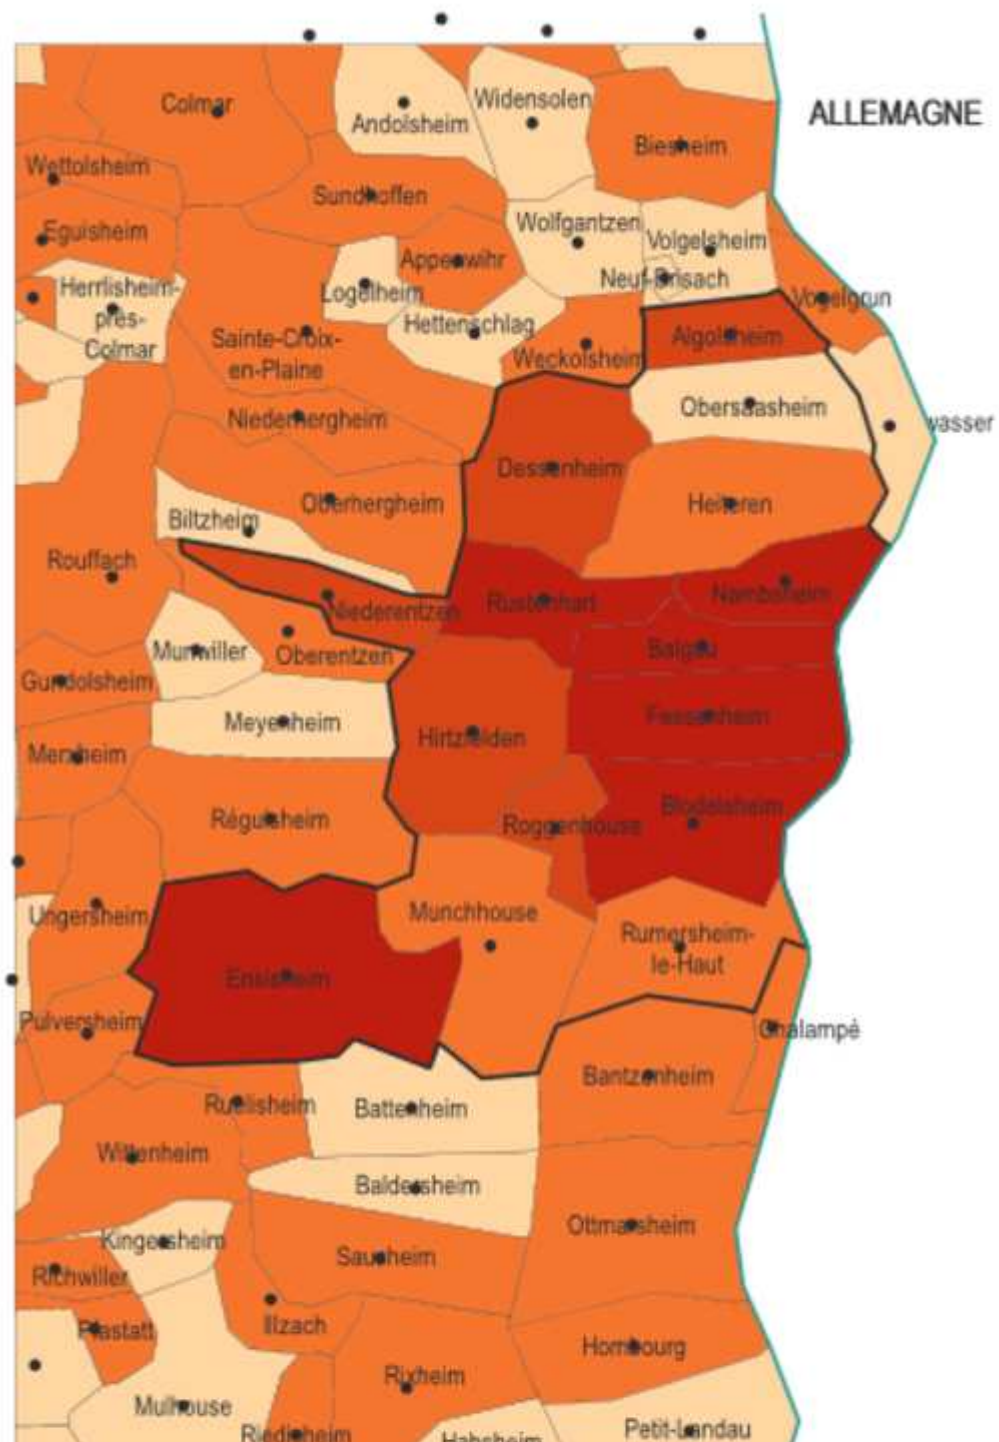 Colmar
Andolsheim
Widensolen
ALLEMAGNE
Biesheim
Wettolsheim
Sundhoffen
Eguisheim
Wolfgantzen
Volgelsheim
Appenwihr
Neuf-Brisach
Herrlisheim-
près-
Colmar
Logelheim
Vogelgrun
Hettenschlag
Algolsheim
Sainte-Croix-
en-Plaine
Weckolsheim
Obersaasheim
Niederhergheim
wasser
Dessenheim
Oberhergheim
Heiteren
Biltzheim
Rouffach
Niederentzen
Rustenhart
Nambsheim
Munwiller
Oberentzen
Balgau
Gundolsheim
Meyenheim
Fessenheim
Hirtzfelden
Merxheim
Réguisheim
Roggenhouse
Blodelsheim
Ungersheim
Munchhouse
Rumersheim-
le-Haut
Ensisheim
Pulversheim
Chalampé
Bantzenheim
Ruelisheim
Battenheim
Wittenheim
Baldersheim
Kingersheim
Ottmarsheim
Sausheim
Richwiller
Pfastatt
Illzach
Hombourg
Rixheim
Mulhouse
Riedisheim
Habsheim
Petit-Landau